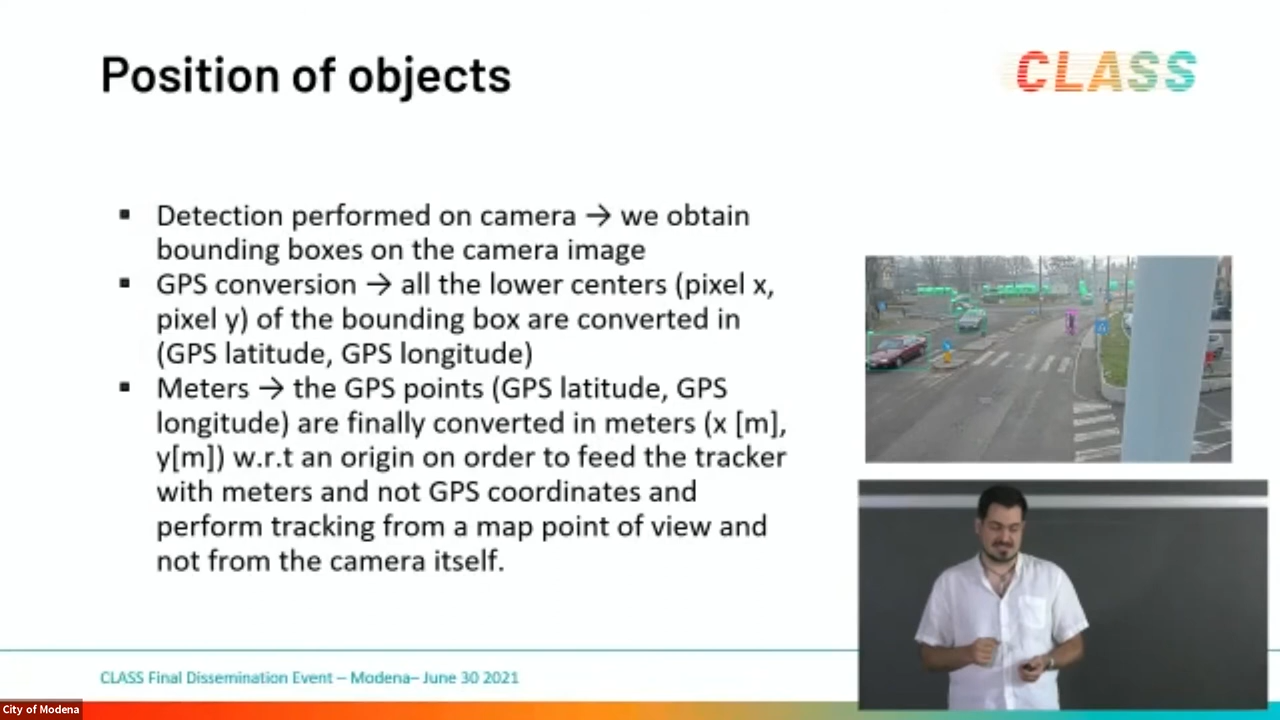 Position of objects
CLASS
▪ Detection performed on camera → we obtain
bounding boxes on the camera image
▪ GPS conversion → all the lower centers (pixel x,
pixel y) of the bounding box are converted in
(GPS latitude, GPS longitude)
▪ Meters → the GPS points (GPS latitude, GPS
longitude) are finally converted in meters (x [m],
y[m]) w.r.t an origin on order to feed the tracker
with meters and not GPS coordinates and
perform tracking from a map point of view and
not from the camera itself.
CLASS Final Dissemination Event – Modena– June 30 2021
City of Modena